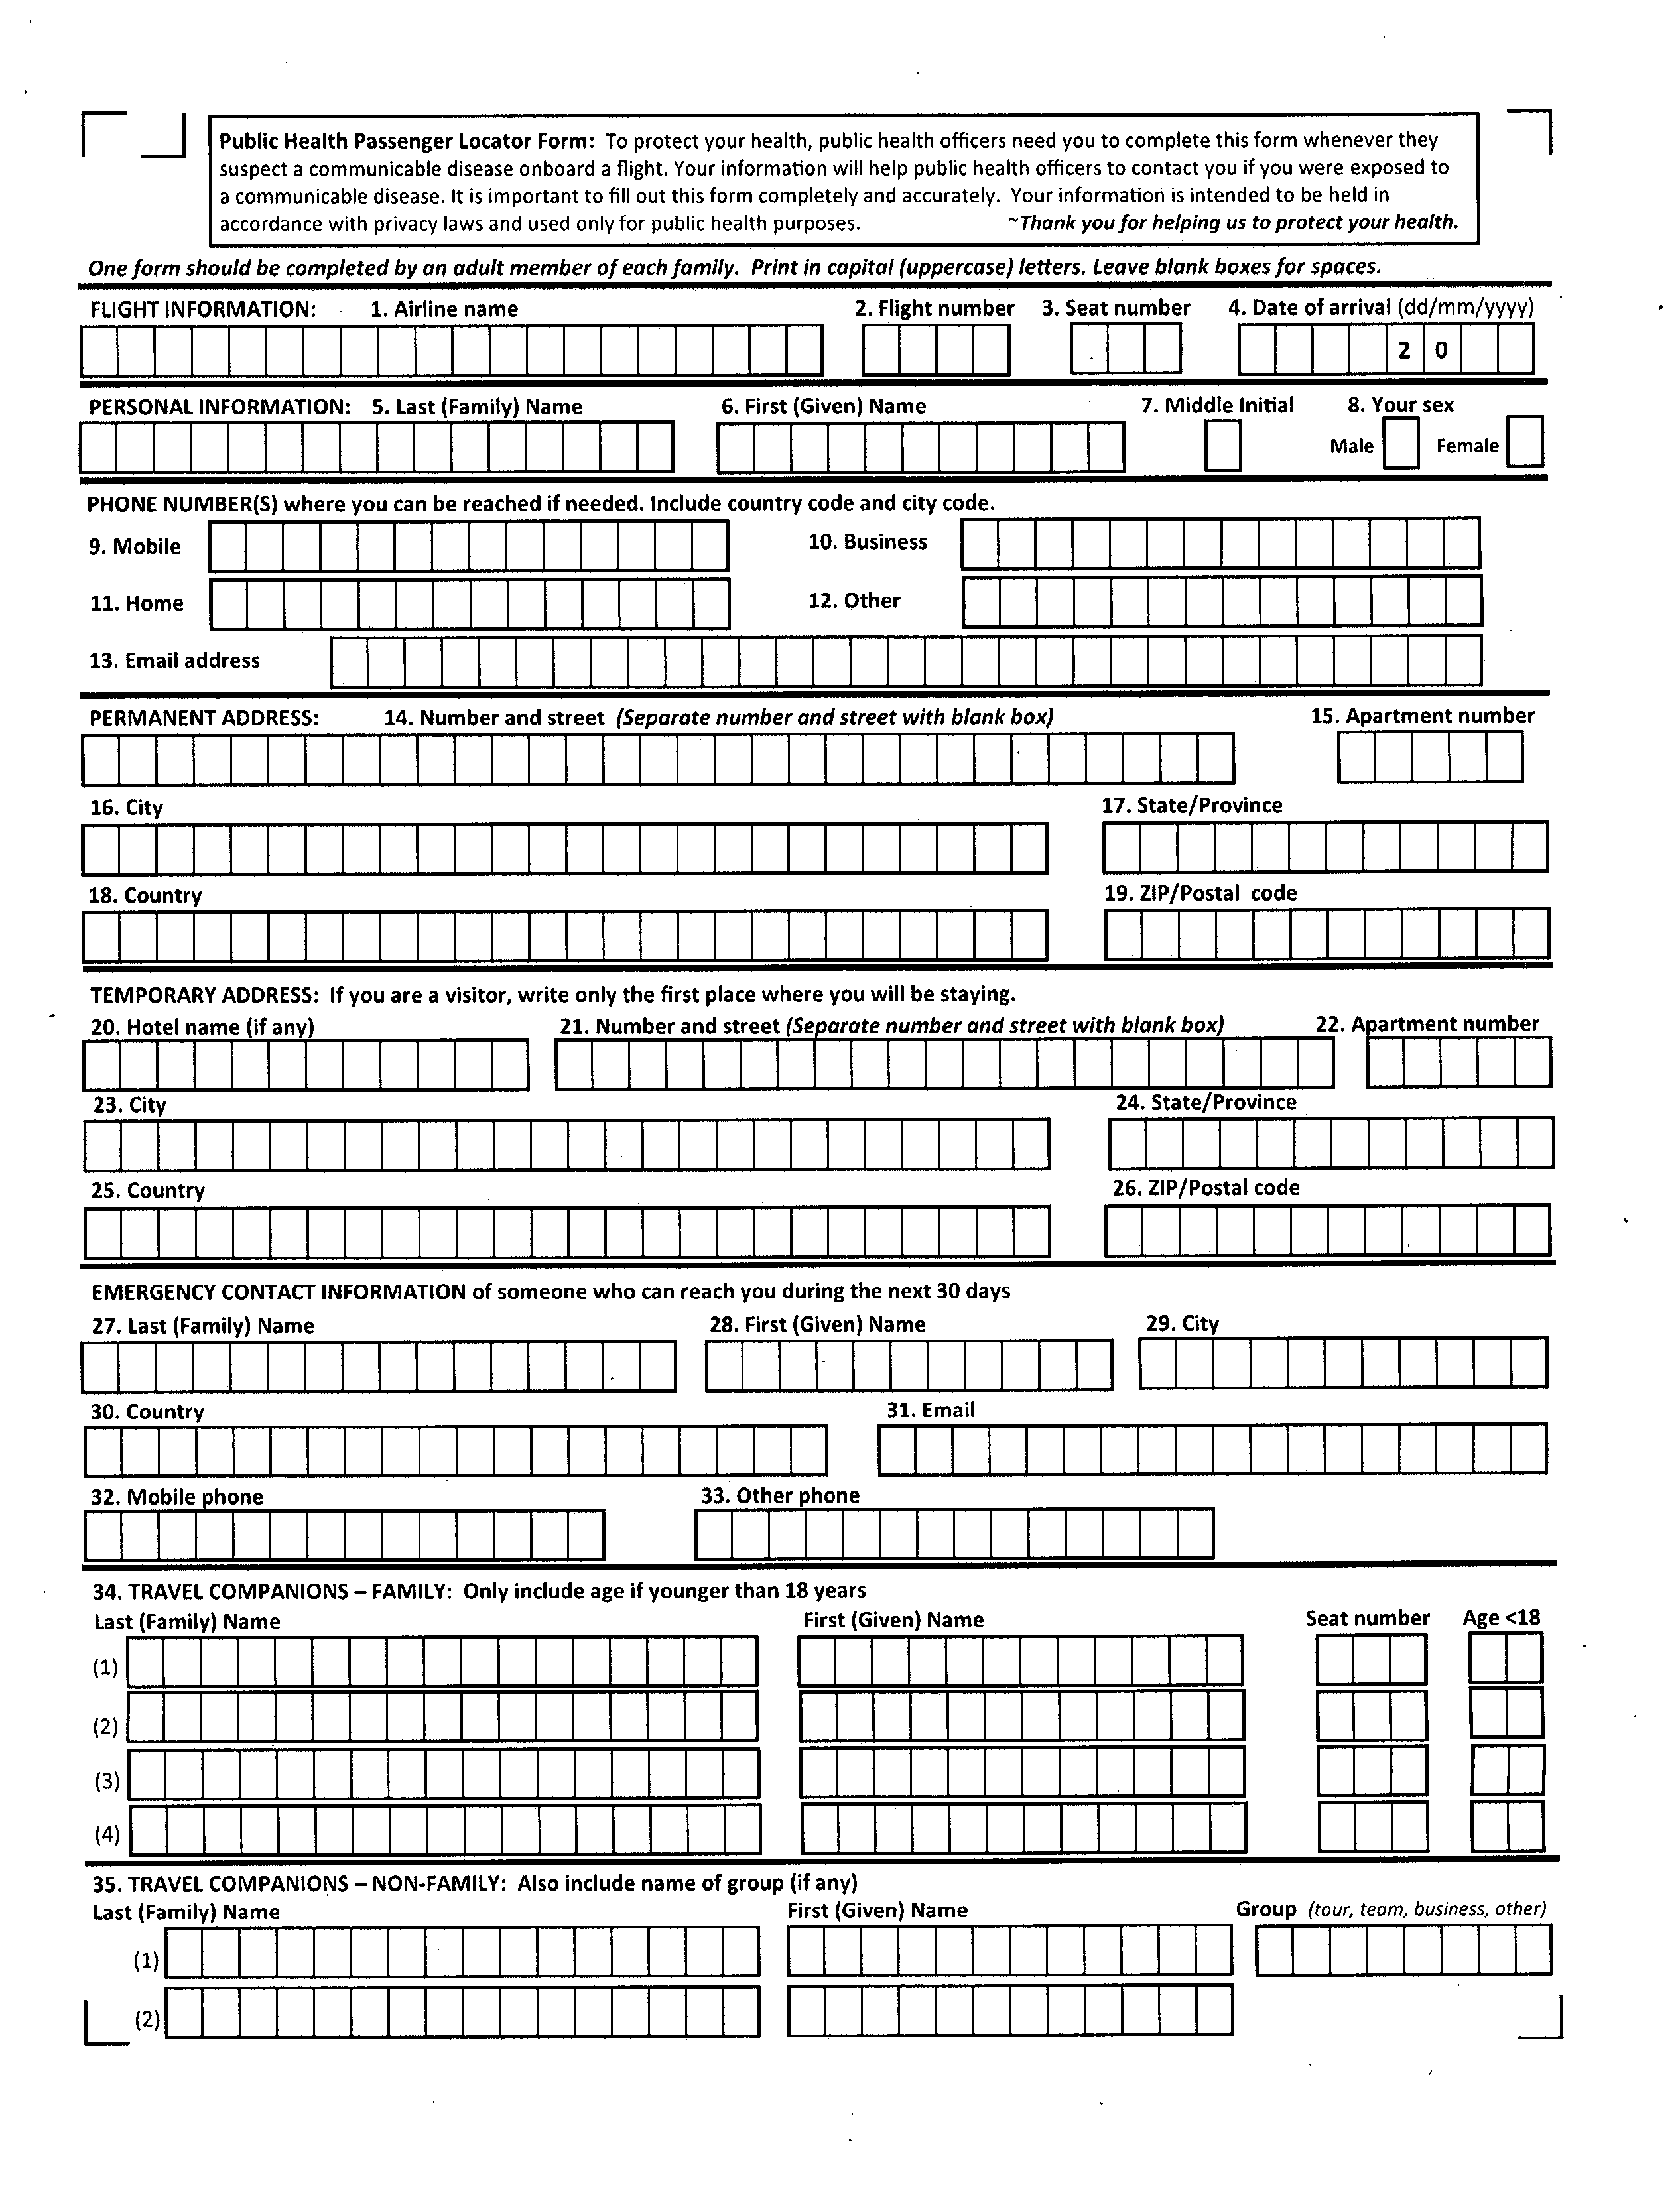 Public Health Passenger Locator Form: To protect your health, public health officers need you to complete this form whenever they
suspect a communicable disease onboard a flight. Your information will help public health officers to contact you if you were exposed to
a communicable disease. It is important to fill out this form completely and accurately. Your information is intended to be held in
accordance with privacy laws and used only for public health purposes. ~Thank you for helping us to protect your health.
One form should be completed by an adult member of each family. Print in capital (uppercase) letters. Leave blank boxes for spaces.
FLIGHT INFORMATION: 1. Airline name 2. Flight number 3. Seat number 4. Date of arrival (dd/mm/yyyy)
2 0
PERSONAL INFORMATION: 5. Last (Family) Name 6. First (Given) Name 7. Middle Initial 8. Your sex
Male Female
PHONE NUMBER(S) where you can be reached if needed. Include country code and city code.
9. Mobile 10. Business
11. Home 12. Other
13. Email address
PERMANENT ADDRESS: 14. Number and street (Separate number and street with blank box) 15. Apartment number
16. City 17. State/Province
18. Country 19. ZIP/Postal code
TEMPORARY ADDRESS: If you are a visitor, write only the first place where you will be staying.
20. Hotel name (if any) 21. Number and street (Separate number and street with blank box) 22. Apartment number
23. City 24. State/Province
25. Country 26. ZIP/Postal code
EMERGENCY CONTACT INFORMATION of someone who can reach you during the next 30 days
27. Last (Family) Name 28. First (Given) Name 29. City
30. Country 31. Email
32. Mobile phone 33. Other phone
34. TRAVEL COMPANIONS – FAMILY: Only include age if younger than 18 years
Last (Family) Name First (Given) Name Seat number Age <18
(1)
(2)
(3)
(4)
35. TRAVEL COMPANIONS – NON-FAMILY: Also include name of group (if any)
Last (Family) Name First (Given) Name Group (tour, team, business, other)
(1)
(2)